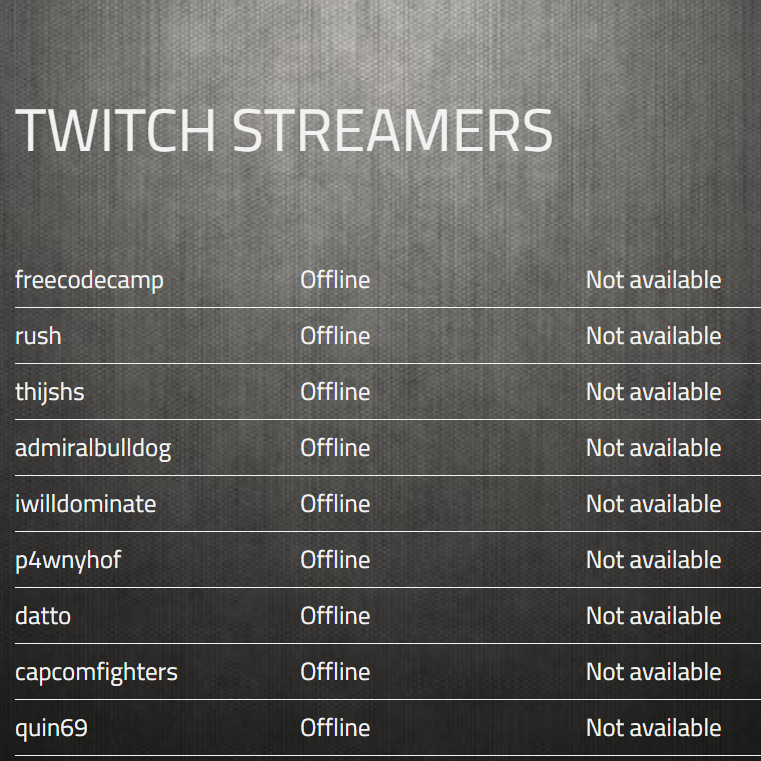 TWITCH STREAMERS
freecodecamp Offline Not available
rush Offline Not available
thijshs Offline Not available
admiralbulldog Offline Not available
iwilldominate Offline Not available
p4wnyhof Offline Not available
datto Offline Not available
capcomfighters Offline Not available
quin69 Offline Not available